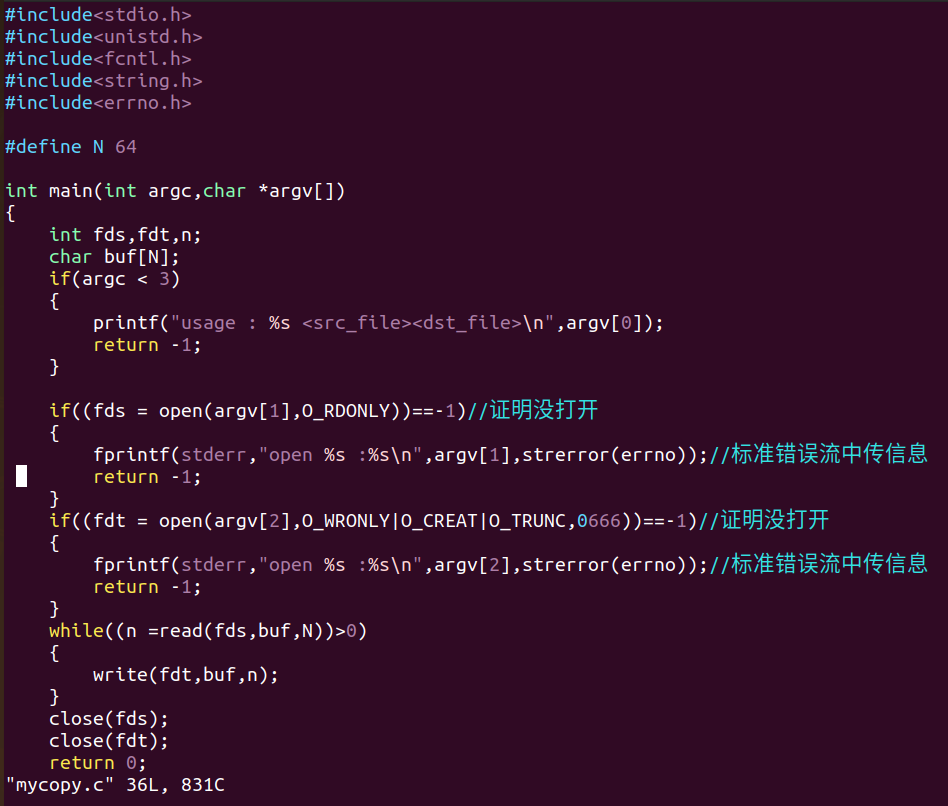 #include<stdio.h>
#include<unistd.h>
#include<fcntl.h>
#include<string.h>
#include<errno.h>
#define N 64
int main(int argc,char *argv[])
{
    int fds,fdt,n;
    char buf[N];
    if(argc < 3)
    {
        printf("usage : %s <src_file><dst_file>\n",argv[0]);
        return -1;
    }
    if((fds = open(argv[1],O_RDONLY))==-1)//证明没打开
    {
        fprintf(stderr,"open %s :%s\n",argv[1],strerror(errno));//标准错误流中传信息
        return -1;
    }
    if((fdt = open(argv[2],O_WRONLY|O_CREAT|O_TRUNC,0666))==-1)//证明没打开
    {
        fprintf(stderr,"open %s :%s\n",argv[2],strerror(errno));//标准错误流中传信息
        return -1;
    }
    while((n =read(fds,buf,N))>0)
    {
        write(fdt,buf,n);
    }
    close(fds);
    close(fdt);
    return 0;
"mycopy.c" 36L, 831C